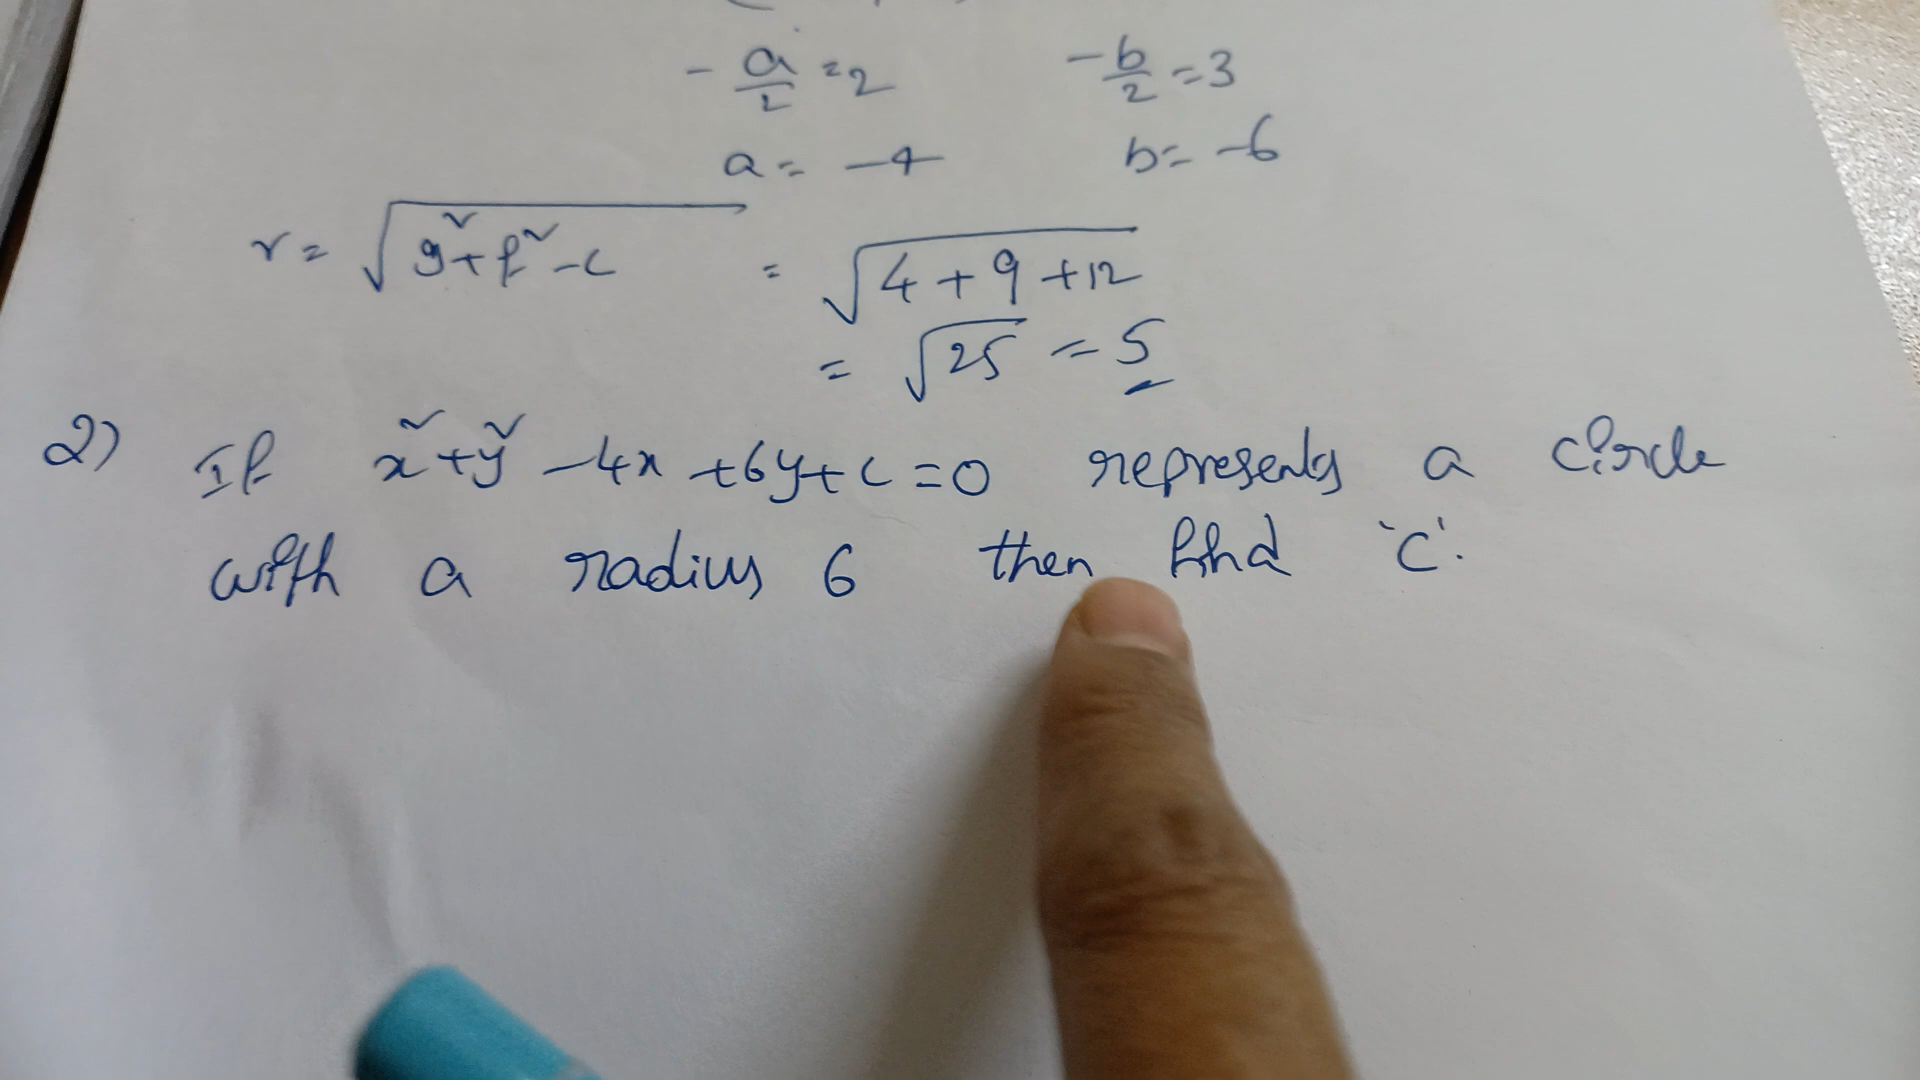 - a/2 = 2 - b/2 = 3
a = -4 b = -6
r = √(g² + f² - c) = √(4 + 9 + 12)
= √25 = 5
2) If x² + y² - 4x + 6y + c = 0 represents a circle
with a radius 6 then find 'c'.